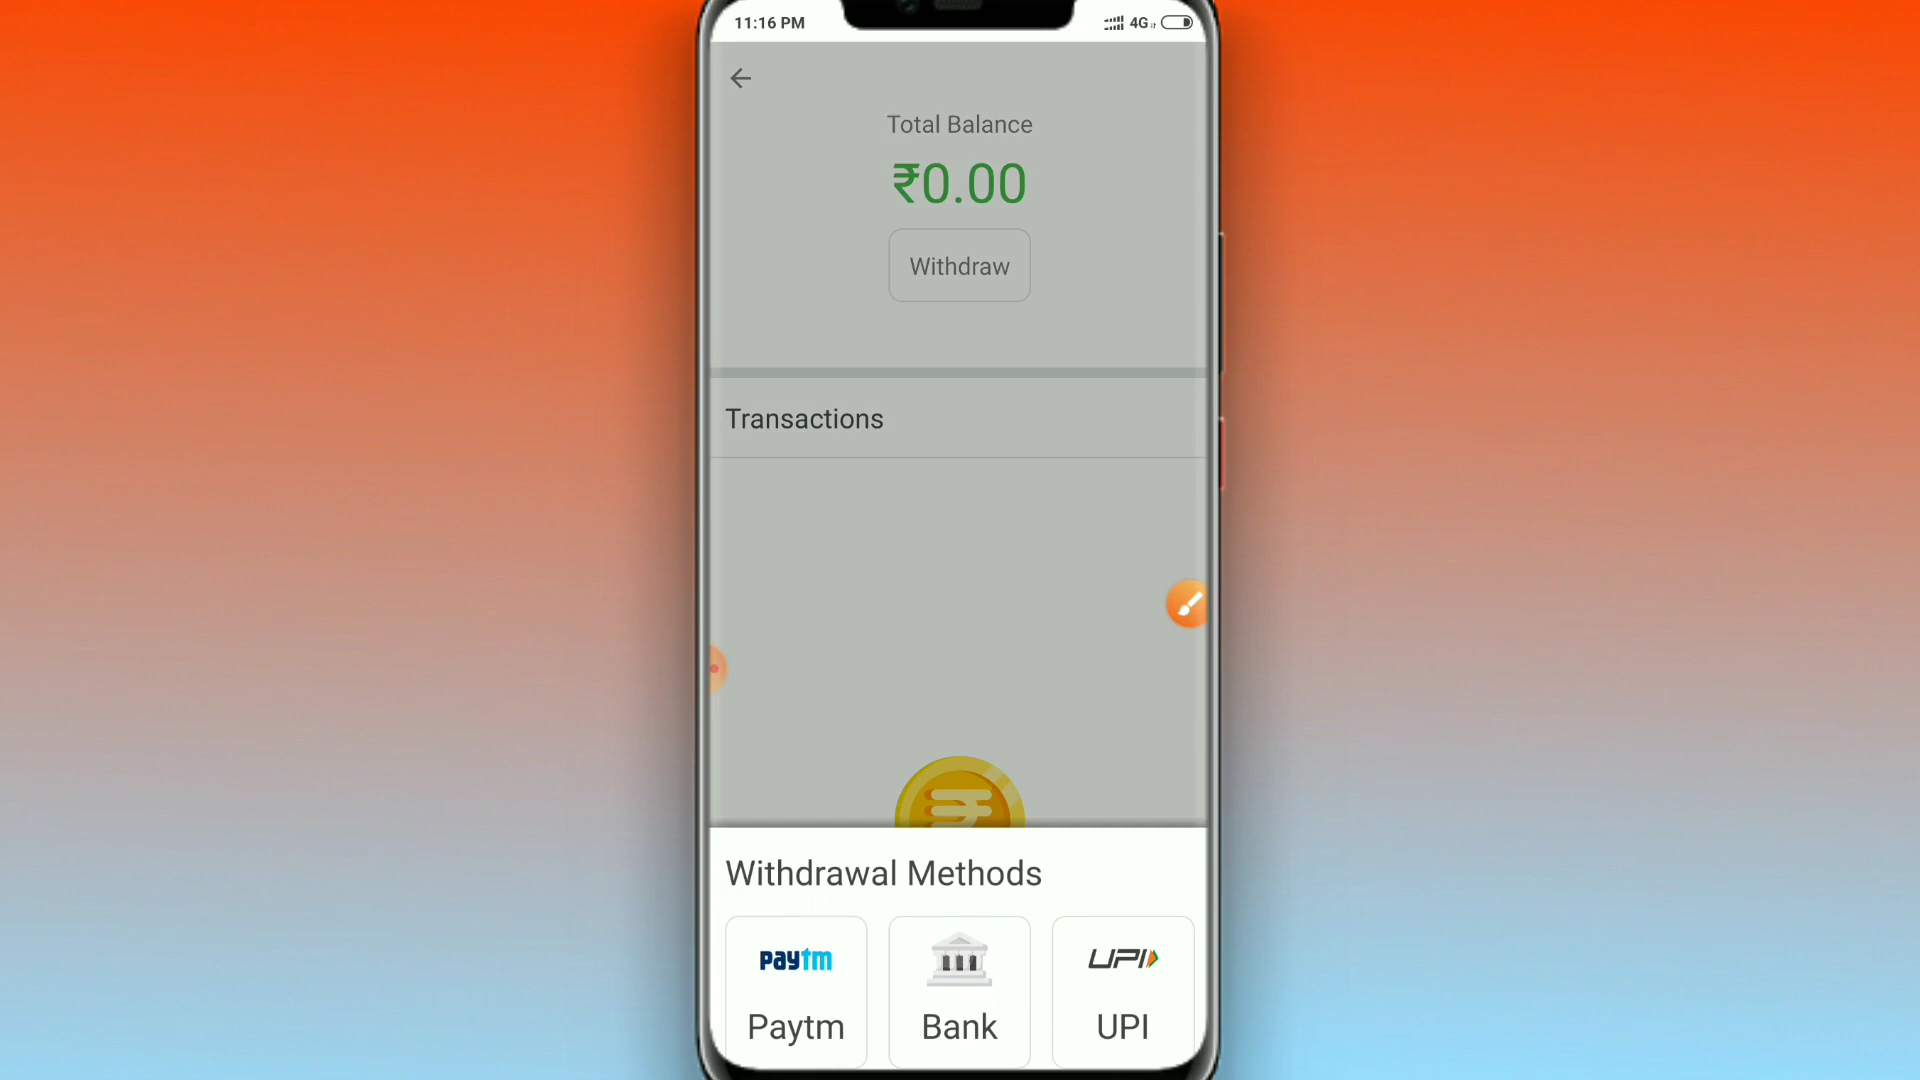 11:16 PM
4G
Total Balance
₹0.00
Withdraw
Transactions
Withdrawal Methods
paytm
UPI
Paytm
Bank
UPI